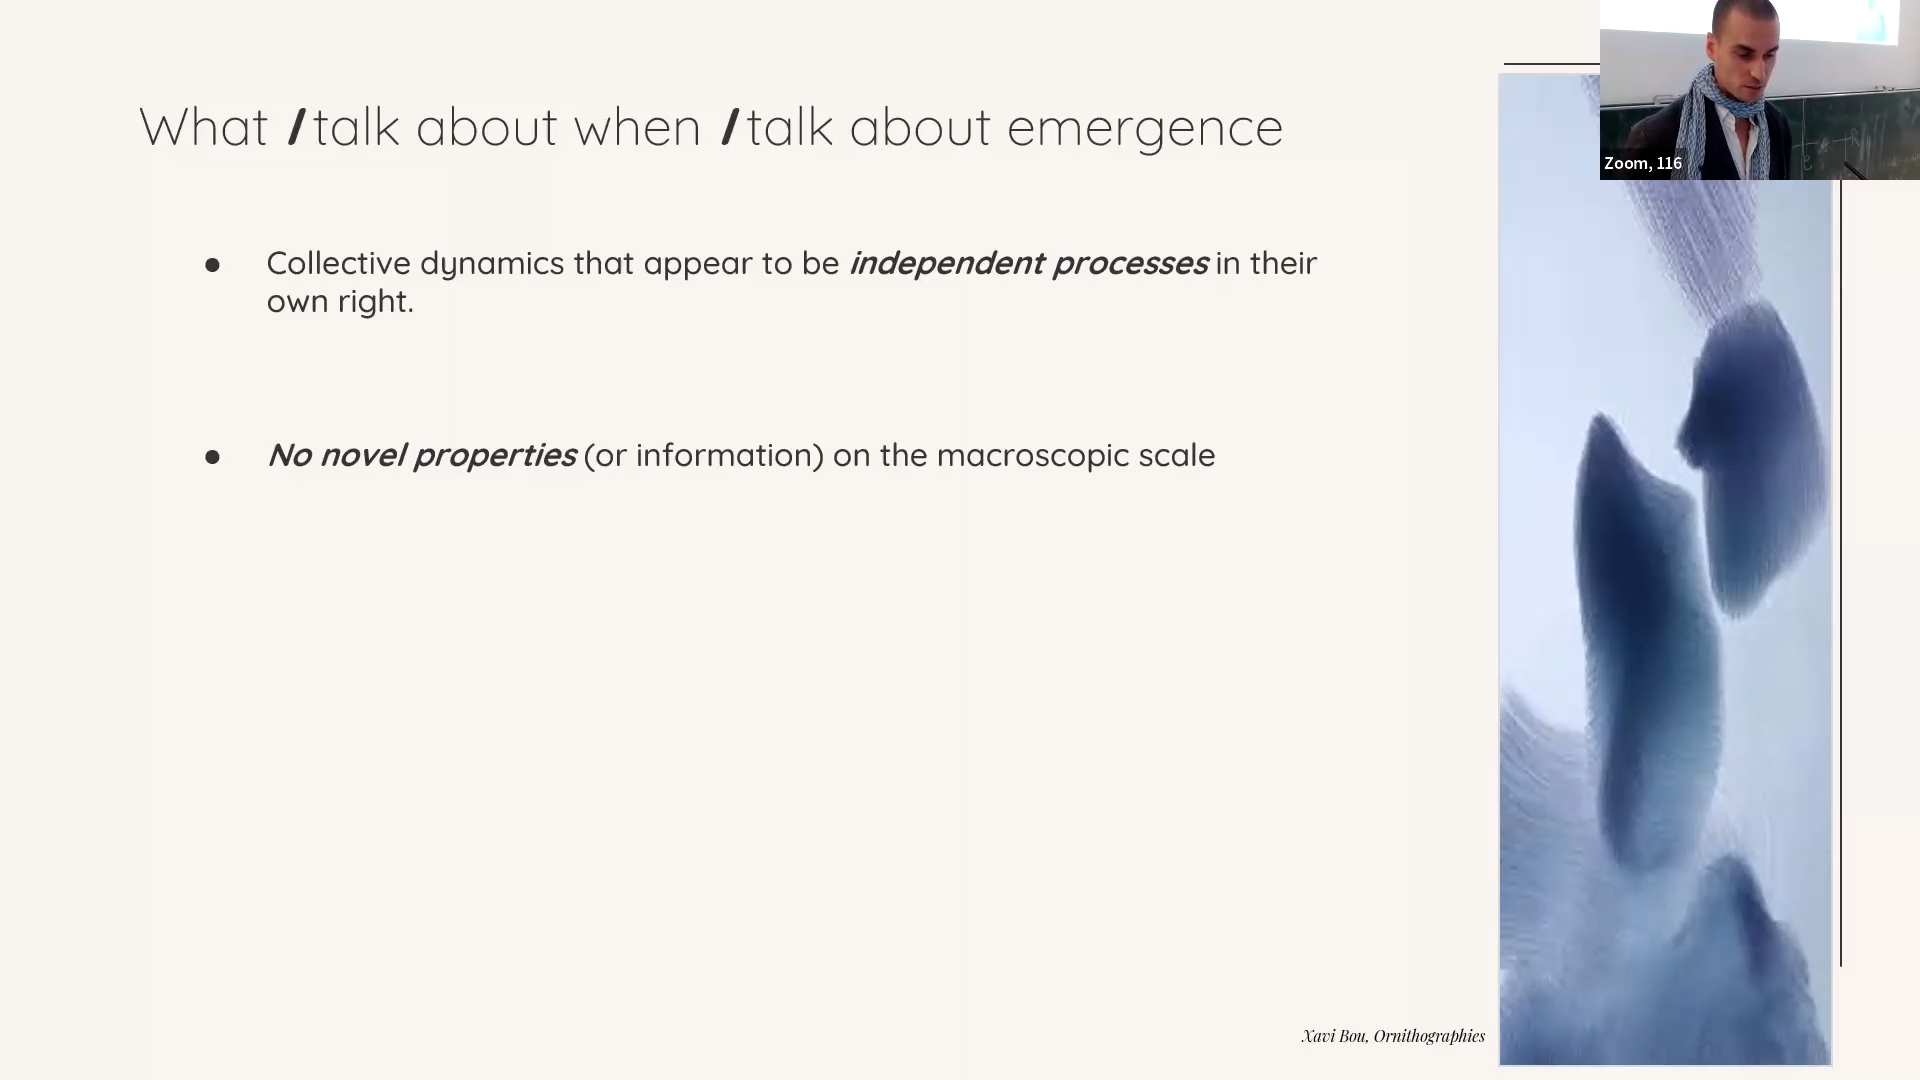 What I talk about when I talk about emergence
● Collective dynamics that appear to be independent processes in their
own right.
● No novel properties (or information) on the macroscopic scale
Xavi Bou, Ornithographies
Zoom, 116